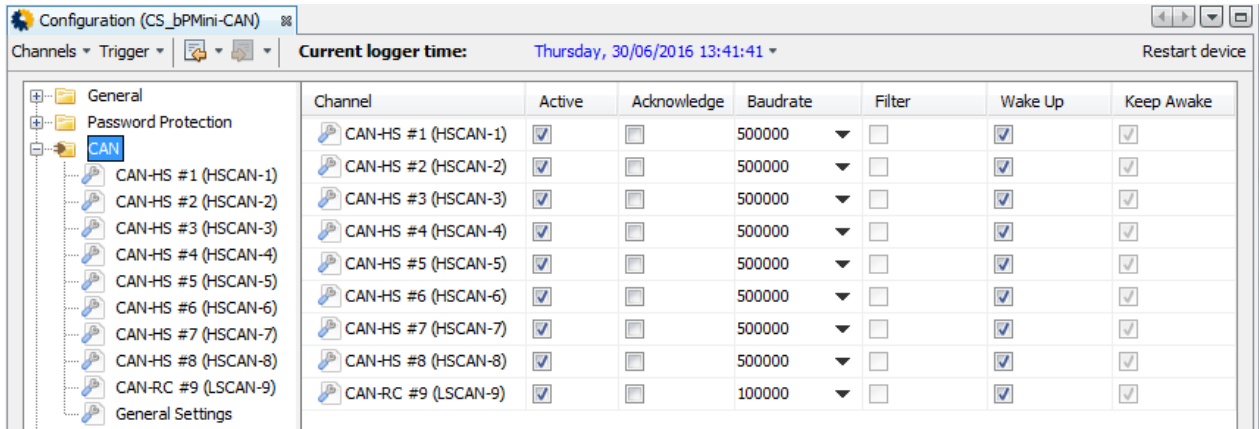 Configuration (CS_bPMini-CAN)
Channels Trigger Current logger time: Thursday, 30/06/2016 13:41:41 Restart device
General
Password Protection
CAN
CAN-HS #1 (HSCAN-1)
CAN-HS #2 (HSCAN-2)
CAN-HS #3 (HSCAN-3)
CAN-HS #4 (HSCAN-4)
CAN-HS #5 (HSCAN-5)
CAN-HS #6 (HSCAN-6)
CAN-HS #7 (HSCAN-7)
CAN-HS #8 (HSCAN-8)
CAN-RC #9 (LSCAN-9)
General Settings
Channel Active Acknowledge Baudrate Filter Wake Up Keep Awake
CAN-HS #1 (HSCAN-1) 500000
CAN-HS #2 (HSCAN-2) 500000
CAN-HS #3 (HSCAN-3) 500000
CAN-HS #4 (HSCAN-4) 500000
CAN-HS #5 (HSCAN-5) 500000
CAN-HS #6 (HSCAN-6) 500000
CAN-HS #7 (HSCAN-7) 500000
CAN-HS #8 (HSCAN-8) 500000
CAN-RC #9 (LSCAN-9) 100000